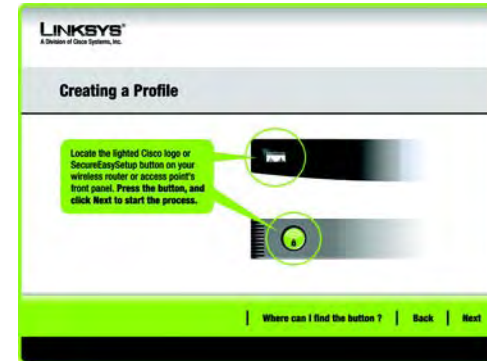 LINKSYS®
A Division of Cisco Systems, Inc.
Creating a Profile
Locate the lighted Cisco logo or
SecureEasySetup button on your
wireless router or access point's
front panel. Press the button, and
click Next to start the process.
Where can I find the button ? | Back | Next